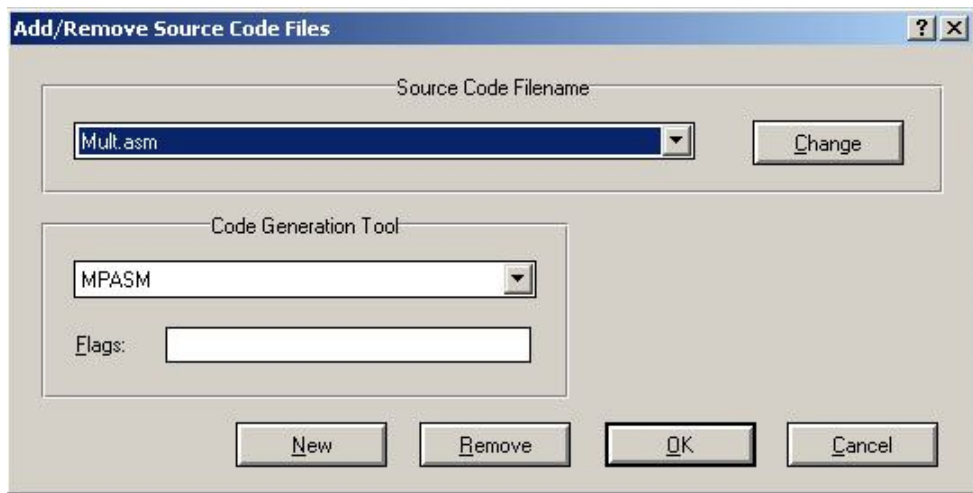 Add/Remove Source Code Files
Source Code Filename
Mult.asm
Change
Code Generation Tool
MPASM
Flags:
New Remove OK Cancel